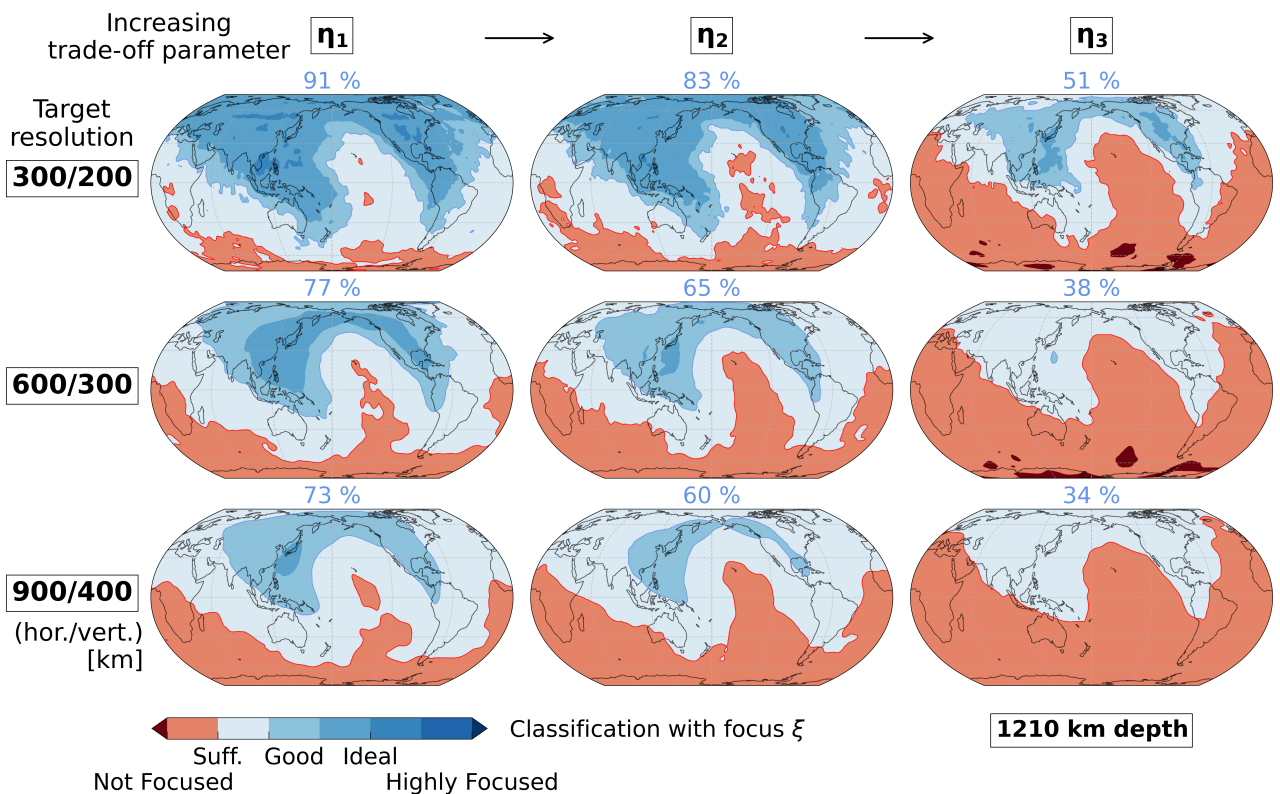 Increasing
trade-off parameter
η1
η2
η3
91 %
83 %
51 %
Target
resolution
300/200
77 %
65 %
38 %
600/300
73 %
60 %
34 %
900/400
(hor./vert.)
[km]
Classification with focus ξ
1210 km depth
Suff.
Good
Ideal
Not Focused
Highly Focused